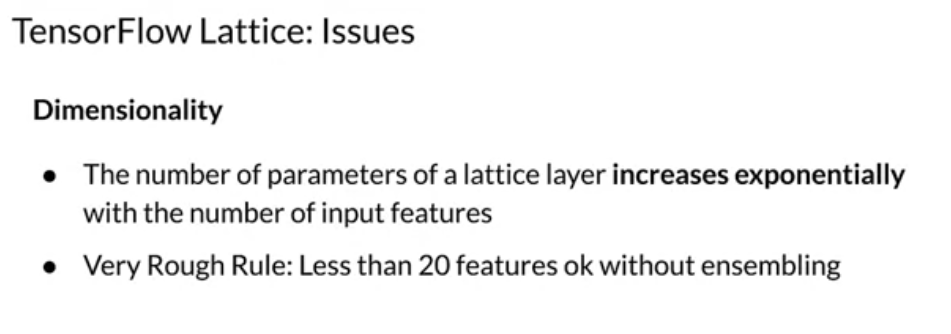 TensorFlow Lattice: Issues
Dimensionality
● The number of parameters of a lattice layer increases exponentially
with the number of input features
● Very Rough Rule: Less than 20 features ok without ensembling